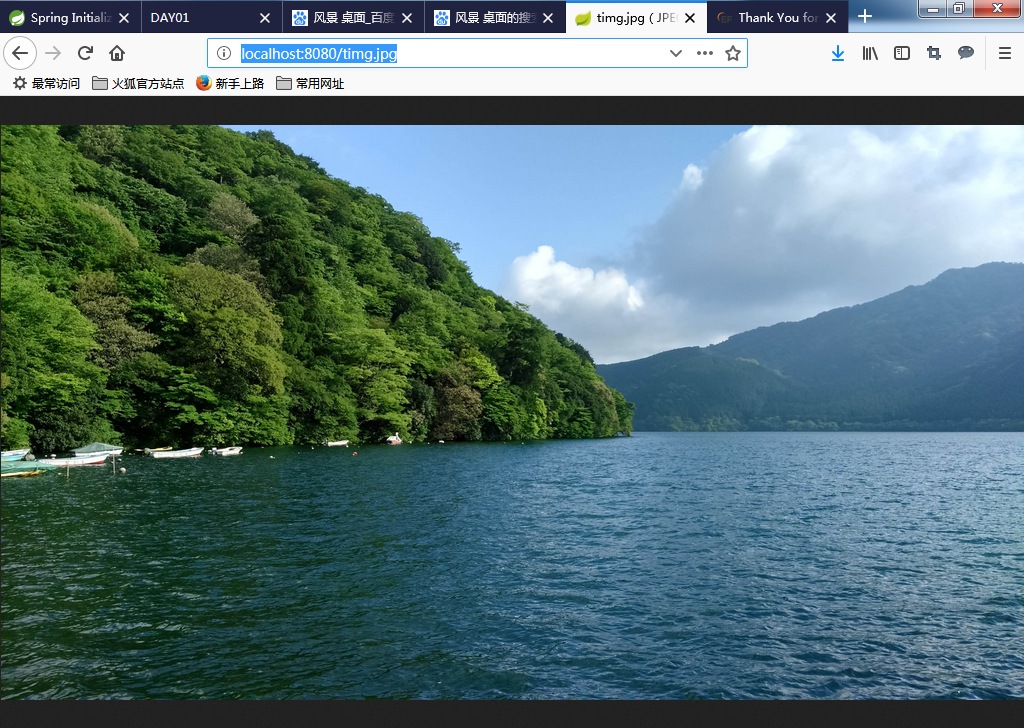 Spring Initializ
DAY01
风景 桌面_百度
风景 桌面的搜索
timg.jpg ( JPEG
Thank You for
localhost:8080/timg.jpg
最常访问
火狐官方站点
新手上路
常用网址